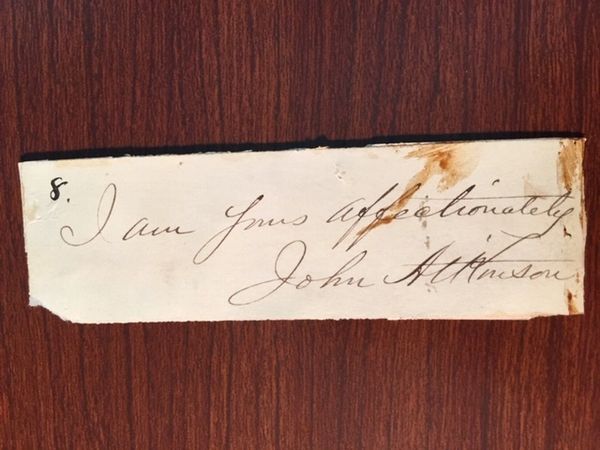 8.
I am yours affectionately
John Atkinson